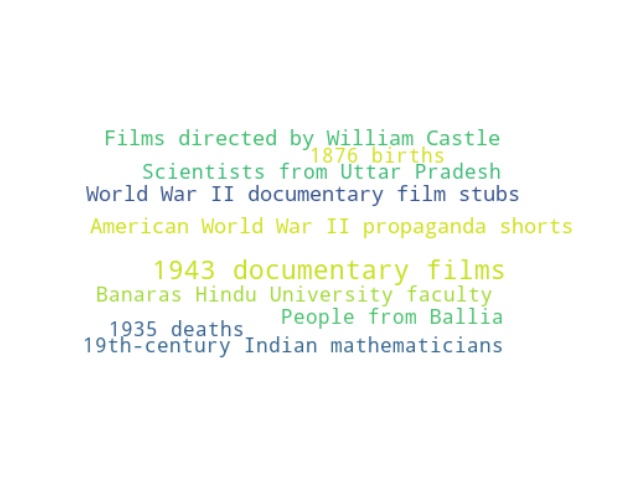 Films directed by William Castle
1876 births
Scientists from Uttar Pradesh
World War II documentary film stubs
American World War II propaganda shorts
1943 documentary films
Banaras Hindu University faculty
People from Ballia
1935 deaths
19th-century Indian mathematicians